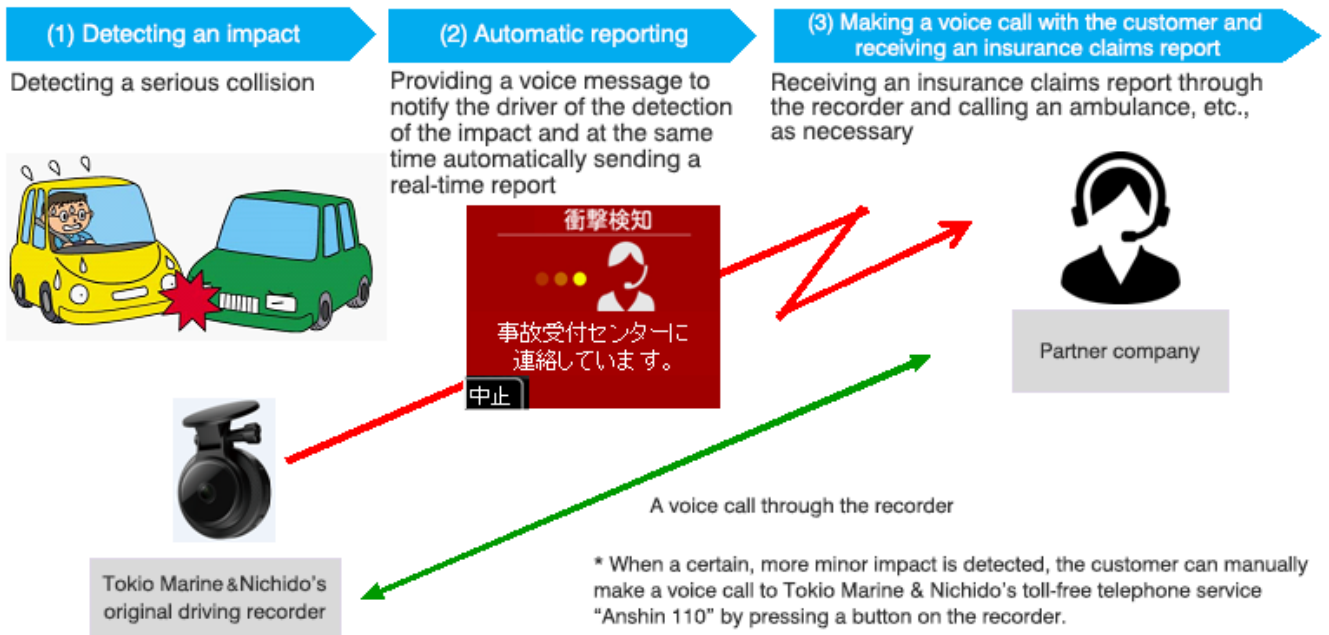 (1) Detecting an impact
Detecting a serious collision
(2) Automatic reporting
Providing a voice message to
notify the driver of the detection
of the impact and at the same
time automatically sending a
real-time report
(3) Making a voice call with the customer and
receiving an insurance claims report
Receiving an insurance claims report through
the recorder and calling an ambulance, etc.,
as necessary
衝撃検知
事故受付センターに
連絡しています。
中止
Partner company
Tokio Marine & Nichido’s
original driving recorder
A voice call through the recorder
* When a certain, more minor impact is detected, the customer can manually
make a voice call to Tokio Marine & Nichido’s toll-free telephone service
“Anshin 110” by pressing a button on the recorder.